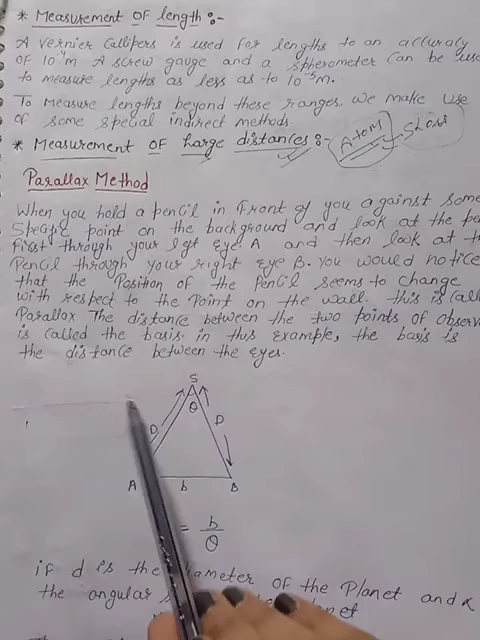 * Measurement OF length :-
A vernier Callipers is used For lengths to an accuracy
OF 10⁻⁴m A screw gauge and a spherometer can be use
to measure lengths as less as to 10⁻⁵m.
To Measure lengths beyond these ranges, we make use
OF some special indirect methods.
* Measurement OF Large distances :-
Atom
Parallax Method
When you hold a pencil in Front of you against some
Specific point on the background and look at the pe
First through your left Eye A and then look at th
Pencil through your right Eye B. You would notice
that the Position of the Pencil seems to change
with respect to the Point on the wall. this is call
Parallax The distance between the two points of Observa
is called the basis. in this Example, the basis is
the distance between the eyes.
S
θ
D
D
A
b
B
= b/θ
if d is the diameter OF the Planet and α
the angular